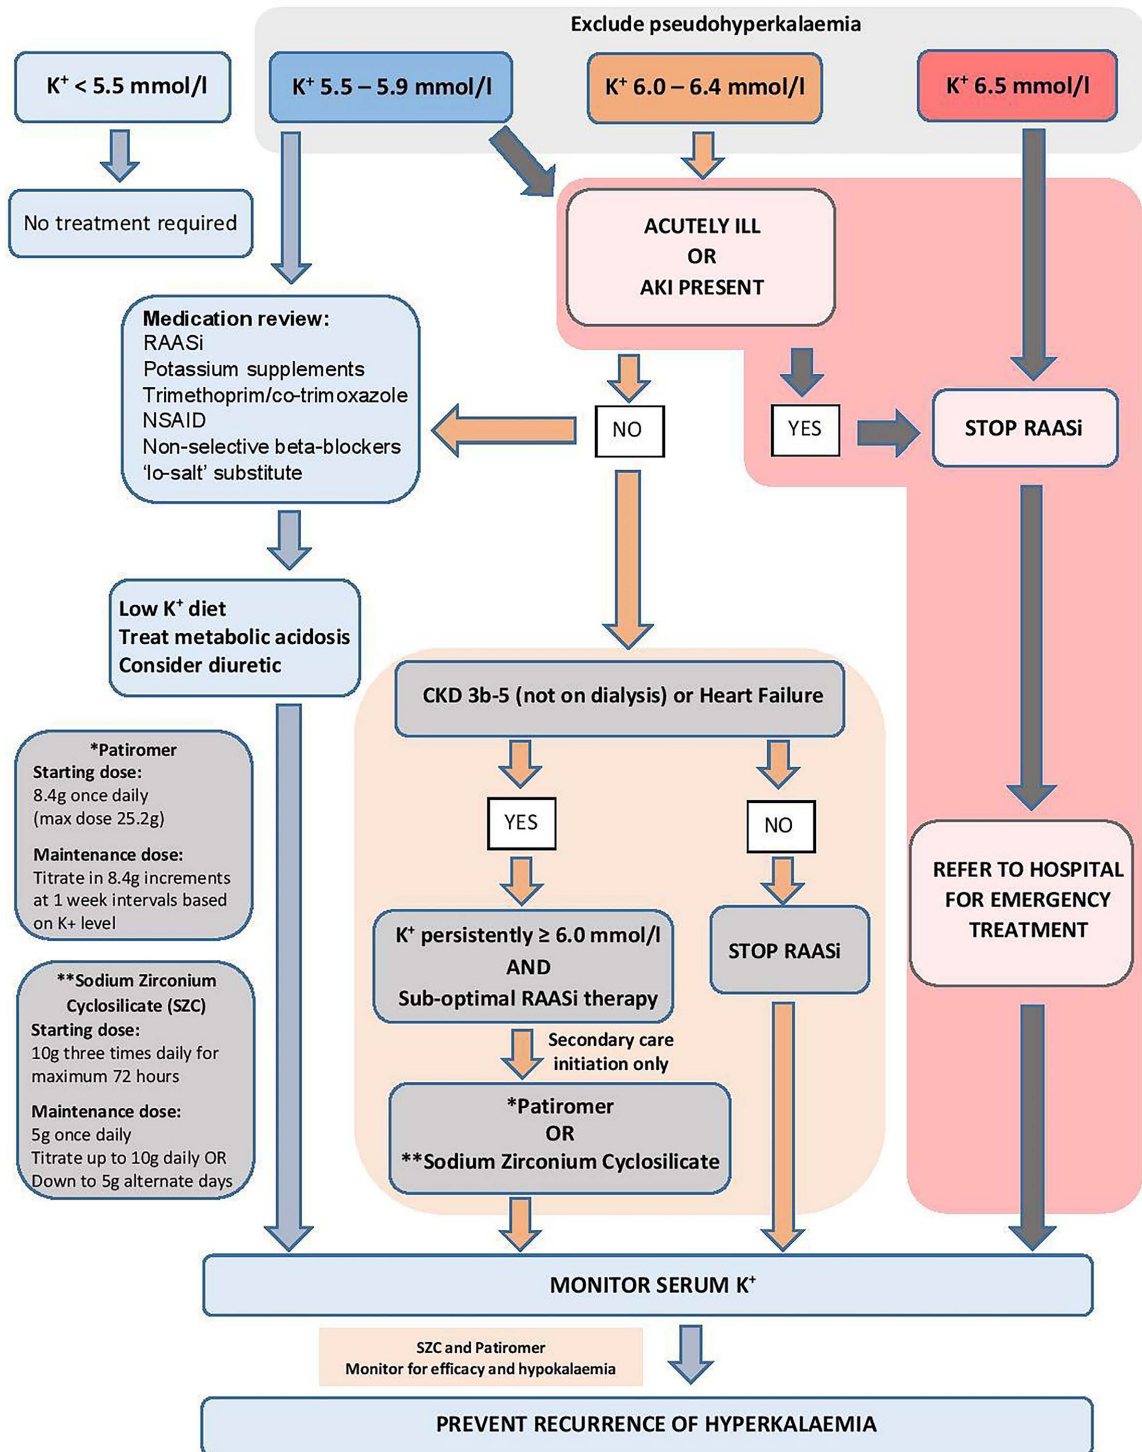 Exclude pseudohyperkalaemia
K⁺ < 5.5 mmol/l
K⁺ 5.5 – 5.9 mmol/l
K⁺ 6.0 – 6.4 mmol/l
K⁺ 6.5 mmol/l
No treatment required
ACUTELY ILL
OR
AKI PRESENT
Medication review:
RAASi
Potassium supplements
Trimethoprim/co-trimoxazole
NSAID
Non-selective beta-blockers
‘lo-salt’ substitute
NO
YES
STOP RAASi
Low K⁺ diet
Treat metabolic acidosis
Consider diuretic
CKD 3b-5 (not on dialysis) or Heart Failure
YES
NO
*Patiromer
Starting dose:
8.4g once daily
(max dose 25.2g)
Maintenance dose:
Titrate in 8.4g increments
at 1 week intervals based
on K+ level
K⁺ persistently ≥ 6.0 mmol/l
AND
Sub-optimal RAASi therapy
STOP RAASi
REFER TO HOSPITAL
FOR EMERGENCY
TREATMENT
**Sodium Zirconium
Cyclosilicate (SZC)
Starting dose:
10g three times daily for
maximum 72 hours
Maintenance dose:
5g once daily
Titrate up to 10g daily OR
Down to 5g alternate days
Secondary care
initiation only
*Patiromer
OR
**Sodium Zirconium Cyclosilicate
MONITOR SERUM K⁺
SZC and Patiromer
Monitor for efficacy and hypokalaemia
PREVENT RECURRENCE OF HYPERKALAEMIA